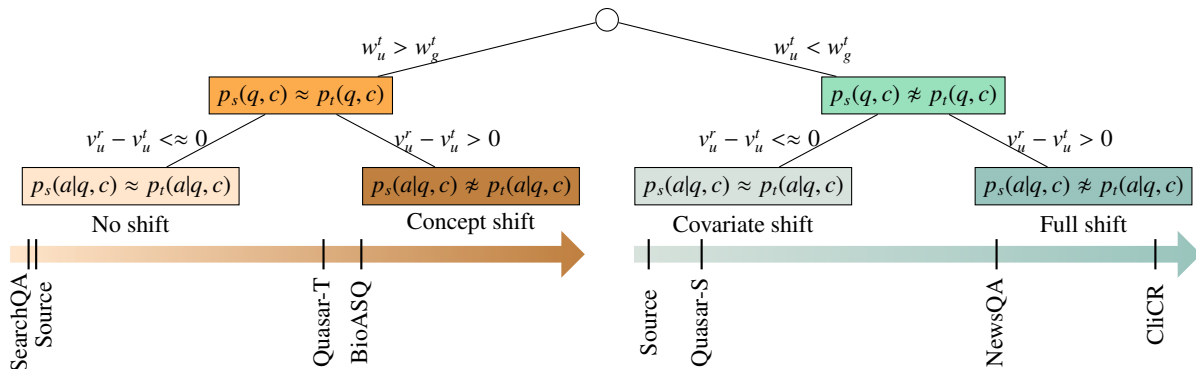 w_u^t > w_g^t
w_u^t < w_g^t
p_s(q, c) ≈ p_t(q, c)
p_s(q, c) ≉ p_t(q, c)
v_u^r − v_u^t <≈ 0
v_u^r − v_u^t > 0
v_u^r − v_u^t <≈ 0
v_u^r − v_u^t > 0
p_s(a|q, c) ≈ p_t(a|q, c)
p_s(a|q, c) ≉ p_t(a|q, c)
p_s(a|q, c) ≈ p_t(a|q, c)
p_s(a|q, c) ≉ p_t(a|q, c)
No shift
Concept shift
Covariate shift
Full shift
SearchQA
Source
Quasar-T
BioASQ
Source
Quasar-S
NewsQA
CliCR